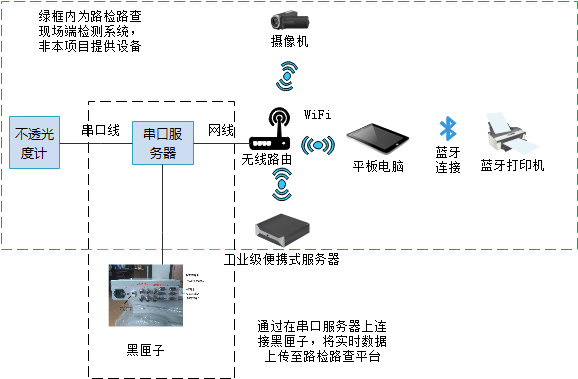 绿框内为路检路查
现场端检测系统，
非本项目提供设备
摄像机
WiFi
不透光
度计
串口线
串口服
务器
网线
无线路由
平板电脑
蓝牙
连接
蓝牙打印机
工业级便携式服务器
黑匣子
通过在串口服务器上连
接黑匣子，将实时数据
上传至路检路查平台